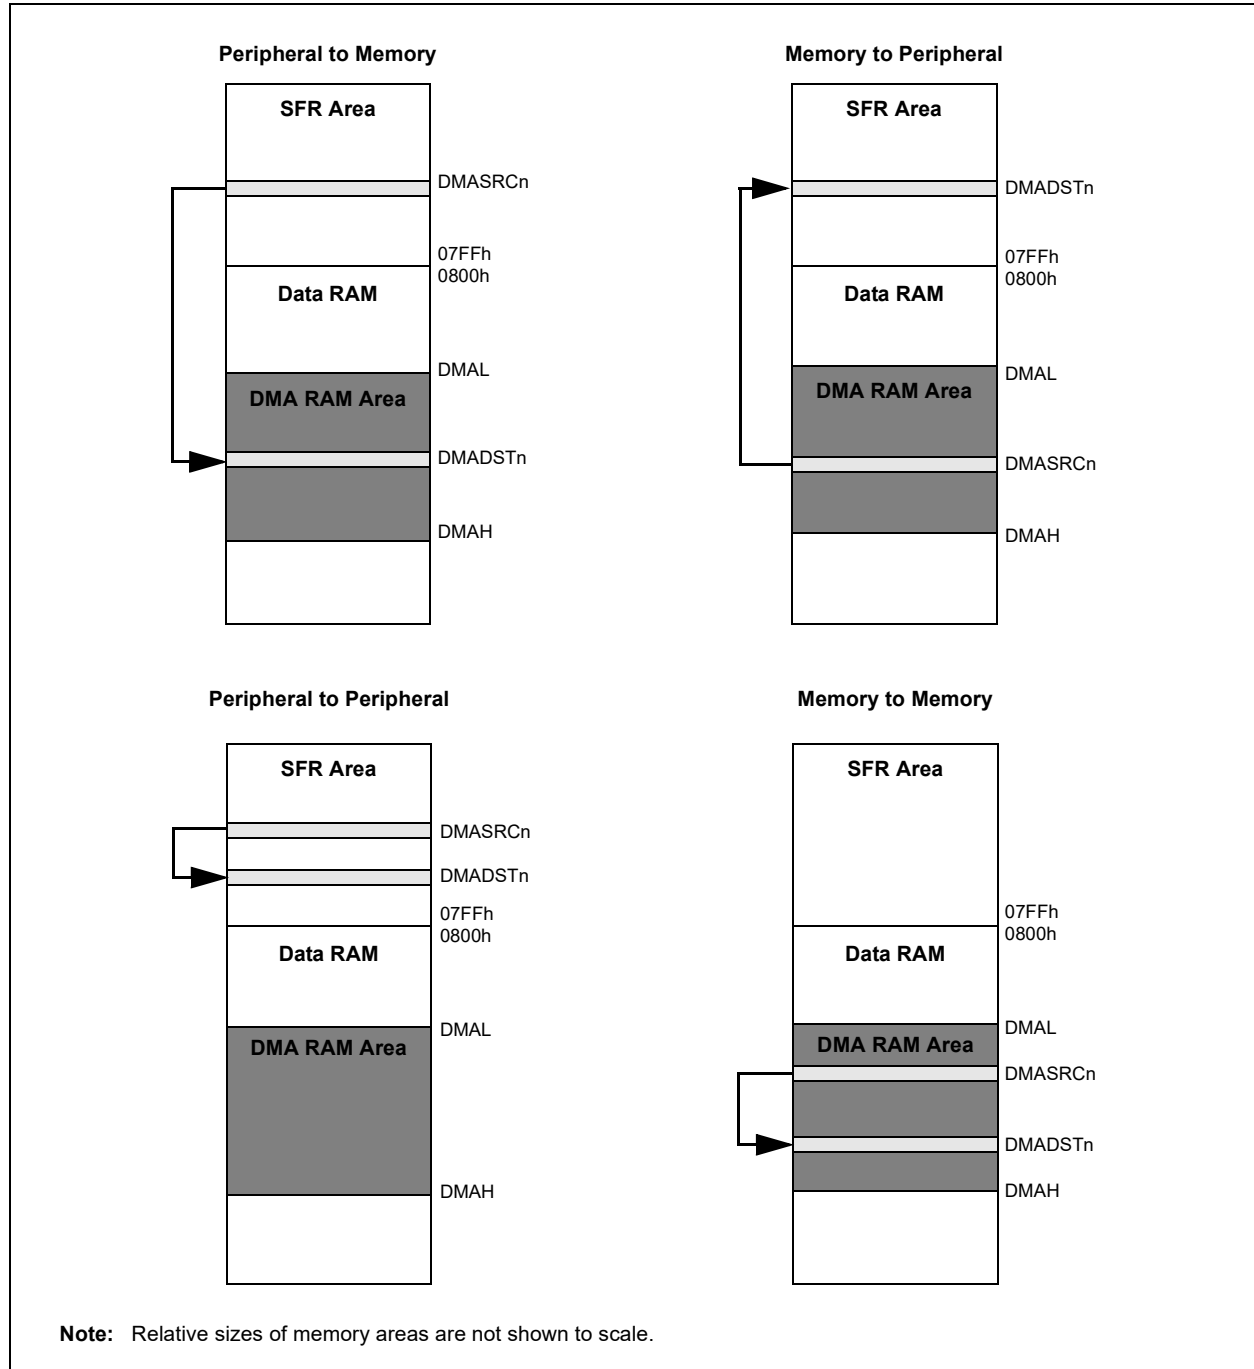 Peripheral to Memory
SFR Area
DMASRCn
07FFh
0800h
Data RAM
DMAL
DMA RAM Area
DMADSTn
DMAH
Memory to Peripheral
SFR Area
DMADSTn
07FFh
0800h
Data RAM
DMAL
DMA RAM Area
DMASRCn
DMAH
Peripheral to Peripheral
SFR Area
DMASRCn
DMADSTn
07FFh
0800h
Data RAM
DMAL
DMA RAM Area
DMAH
Memory to Memory
SFR Area
07FFh
0800h
Data RAM
DMAL
DMA RAM Area
DMASRCn
DMADSTn
DMAH
Note: Relative sizes of memory areas are not shown to scale.